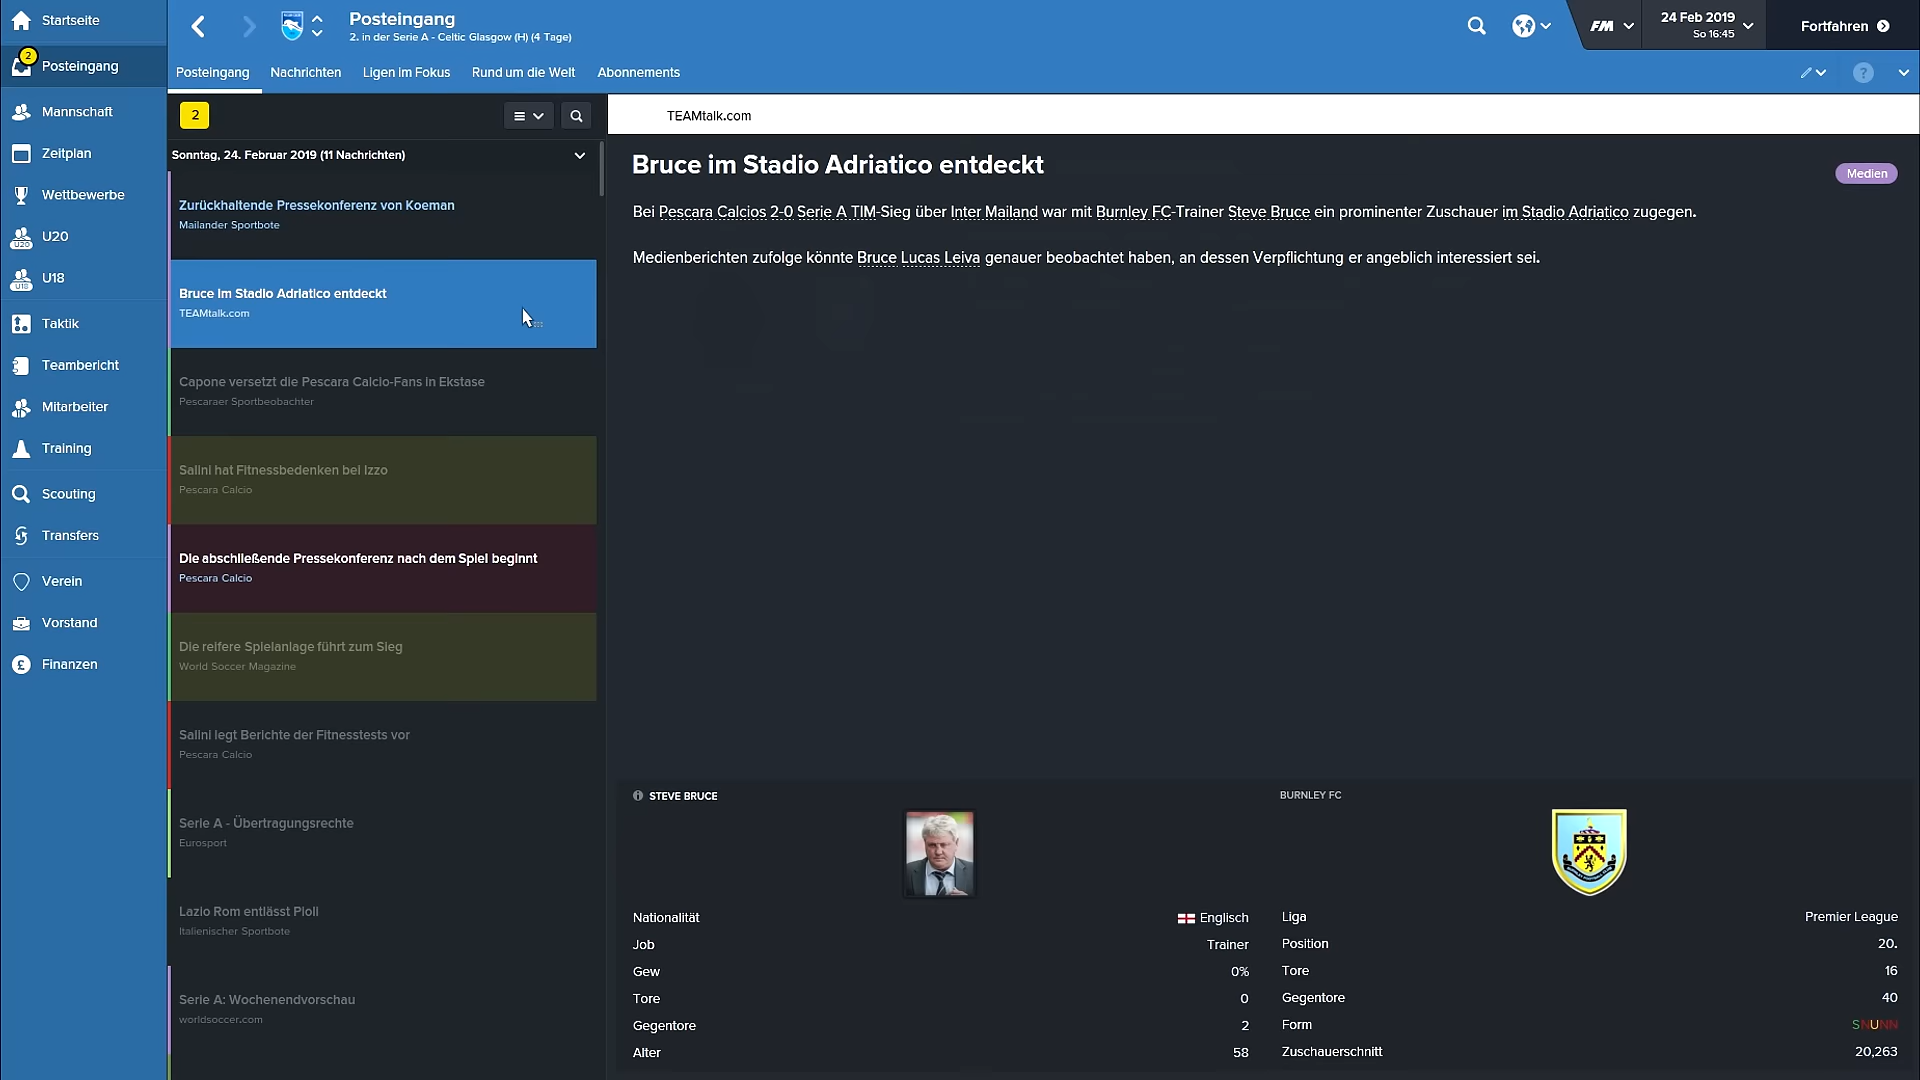 Startseite
2
Posteingang
Mannschaft
Zeitplan
Wettbewerbe
U20
U20
U18
U18
Taktik
Teambericht
Mitarbeiter
Training
Scouting
Transfers
Verein
Vorstand
Finanzen
Posteingang
2. in der Serie A - Celtic Glasgow (H) (4 Tage)
FM
24 Feb 2019
So 16:45
Fortfahren
Posteingang
Nachrichten
Ligen im Fokus
Rund um die Welt
Abonnements
?
2
Sonntag, 24. Februar 2019 (11 Nachrichten)
Zurückhaltende Pressekonferenz von Koeman
Mailander Sportbote
Bruce im Stadio Adriatico entdeckt
TEAMtalk.com
Capone versetzt die Pescara Calcio-Fans in Ekstase
Pescaraer Sportbeobachter
Salini hat Fitnessbedenken bei Izzo
Pescara Calcio
Die abschließende Pressekonferenz nach dem Spiel beginnt
Pescara Calcio
Die reifere Spielanlage führt zum Sieg
World Soccer Magazine
Salini legt Berichte der Fitnesstests vor
Pescara Calcio
Serie A - Übertragungsrechte
Eurosport
Lazio Rom entlässt Pioli
Italienischer Sportbote
Serie A: Wochenendvorschau
worldsoccer.com
TEAMtalk.com
Bruce im Stadio Adriatico entdeckt
Medien
Bei Pescara Calcios 2-0 Serie A TIM-Sieg über Inter Mailand war mit Burnley FC-Trainer Steve Bruce ein prominenter Zuschauer im Stadio Adriatico zugegen.
Medienberichten zufolge könnte Bruce Lucas Leiva genauer beobachtet haben, an dessen Verpflichtung er angeblich interessiert sei.
STEVE BRUCE
Nationalität Englisch
Job Trainer
Gew 0%
Tore 0
Gegentore 2
Alter 58
BURNLEY FC
Liga Premier League
Position 20.
Tore 16
Gegentore 40
Form SNUNN
Zuschauerschnitt 20,263